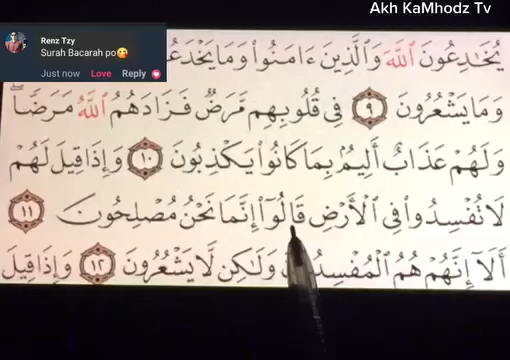 Akh KaMhodz Tv
Renz Tzy
Surah Bacarah po😋
Just now Love Reply
يُخَـٰدِعُونَ ٱللَّهَ وَٱلَّذِينَ ءَامَنُوا۟ وَمَا يَخْدَعُ
وَمَا يَشْعُرُونَ ٩ فِى قُلُوبِهِم مَّرَضٌ فَزَادَهُمُ ٱللَّهُ مَرَضًا
وَلَهُمْ عَذَابٌ أَلِيمٌۢ بِمَا كَانُوا۟ يَكْذِبُونَ ١٠ وَإِذَا قِيلَ لَهُمْ
لَا تُفْسِدُوا۟ فِى ٱلْأَرْضِ قَالُوٓا۟ إِنَّمَا نَحْنُ مُصْلِحُونَ ١١
أَلَآ إِنَّهُمْ هُمُ ٱلْمُفْسِدُ وَلَـٰكِن لَّا يَشْعُرُونَ ١٢ وَإِذَا قِيلَ